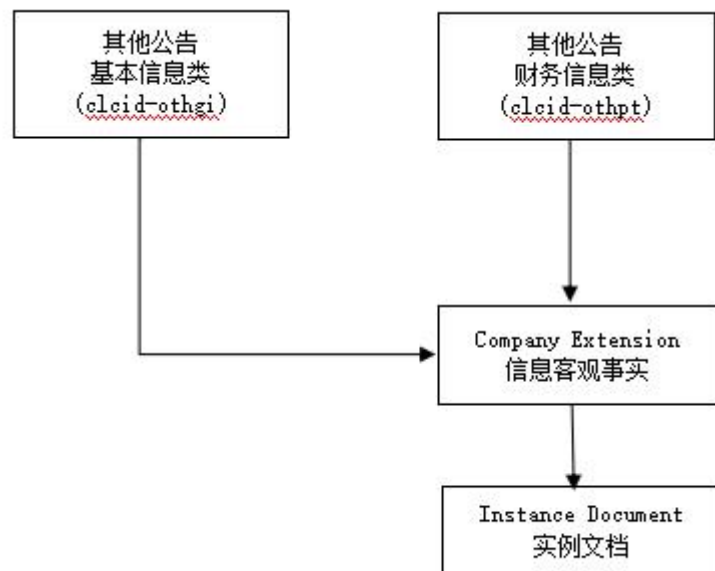 其他公告
基本信息类
(clcid-othgi)
其他公告
财务信息类
(clcid-othpt)
Company Extension
信息客观事实
Instance Document
实例文档